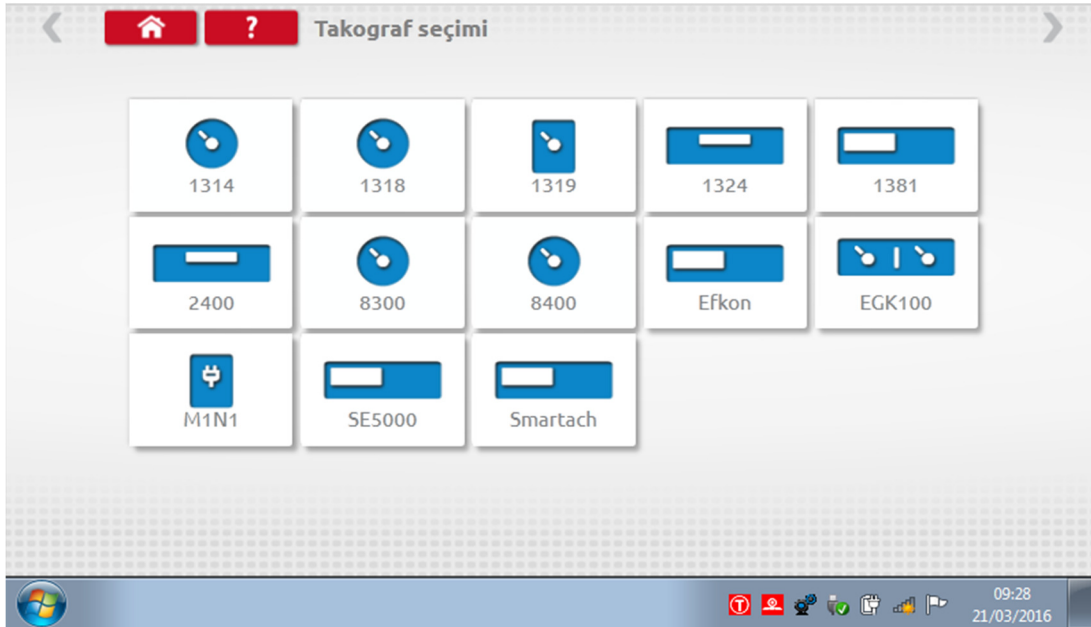 ? Takograf seçimi
1314 1318 1319 1324 1381
2400 8300 8400 Efkon EGK100
M1N1 SE5000 Smartach
09:28
21/03/2016